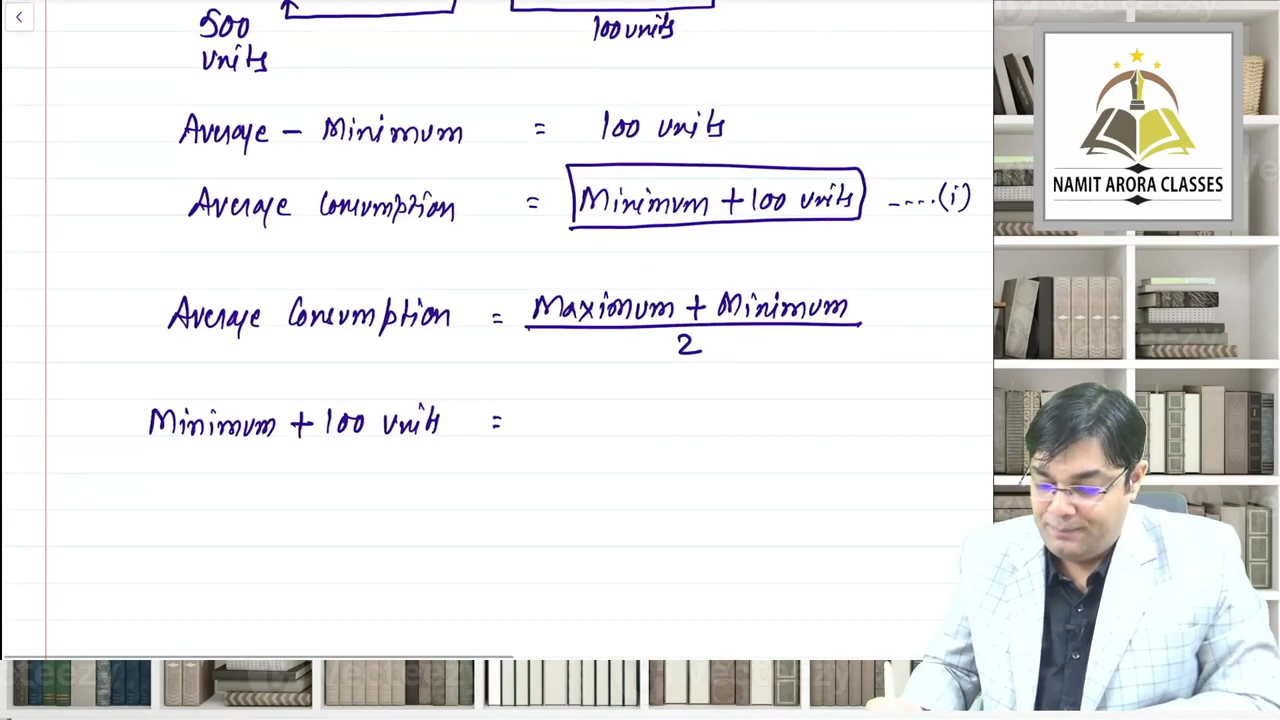 500
units
100 units
Average - Minimum = 100 units
Average Consumption = Minimum + 100 units ....(i)
Average Consumption = Maximum + Minimum
2
Minimum + 100 units =
NAMIT ARORA CLASSES